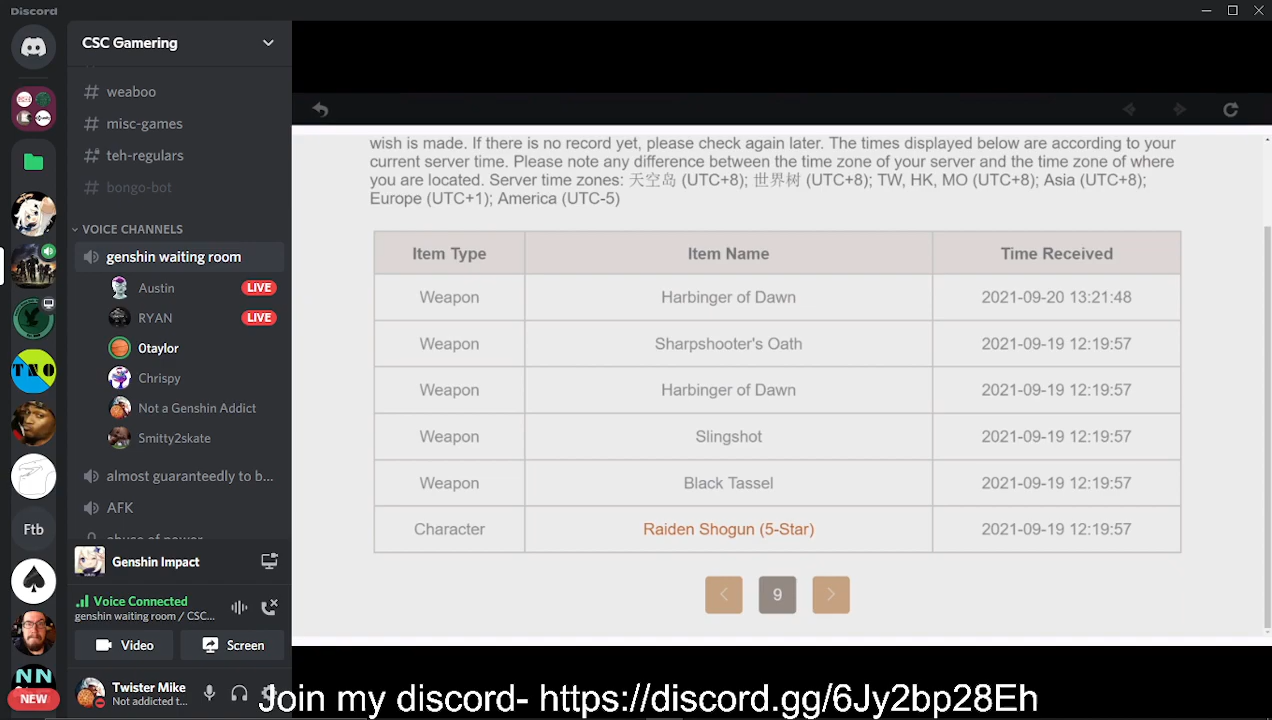 Discord
CSC Gamering
weaboo
misc-games
teh-regulars
bongo-bot
VOICE CHANNELS
genshin waiting room
Austin LIVE
RYAN LIVE
0taylor
Chrispy
Not a Genshin Addict
Smitty2skate
almost guaranteedly to b...
AFK
TNO
Ftb
NN
NEW
Genshin Impact
Voice Connected
genshin waiting room / CSC...
Video Screen
Twister Mike
Not addicted t...
wish is made. If there is no record yet, please check again later. The times displayed below are according to your
current server time. Please note any difference between the time zone of your server and the time zone of where
you are located. Server time zones: 天空岛 (UTC+8); 世界树 (UTC+8); TW, HK, MO (UTC+8); Asia (UTC+8);
Europe (UTC+1); America (UTC-5)
Item Type Item Name Time Received
Weapon Harbinger of Dawn 2021-09-20 13:21:48
Weapon Sharpshooter's Oath 2021-09-19 12:19:57
Weapon Harbinger of Dawn 2021-09-19 12:19:57
Weapon Slingshot 2021-09-19 12:19:57
Weapon Black Tassel 2021-09-19 12:19:57
Character Raiden Shogun (5-Star) 2021-09-19 12:19:57
9
Join my discord- https://discord.gg/6Jy2bp28Eh